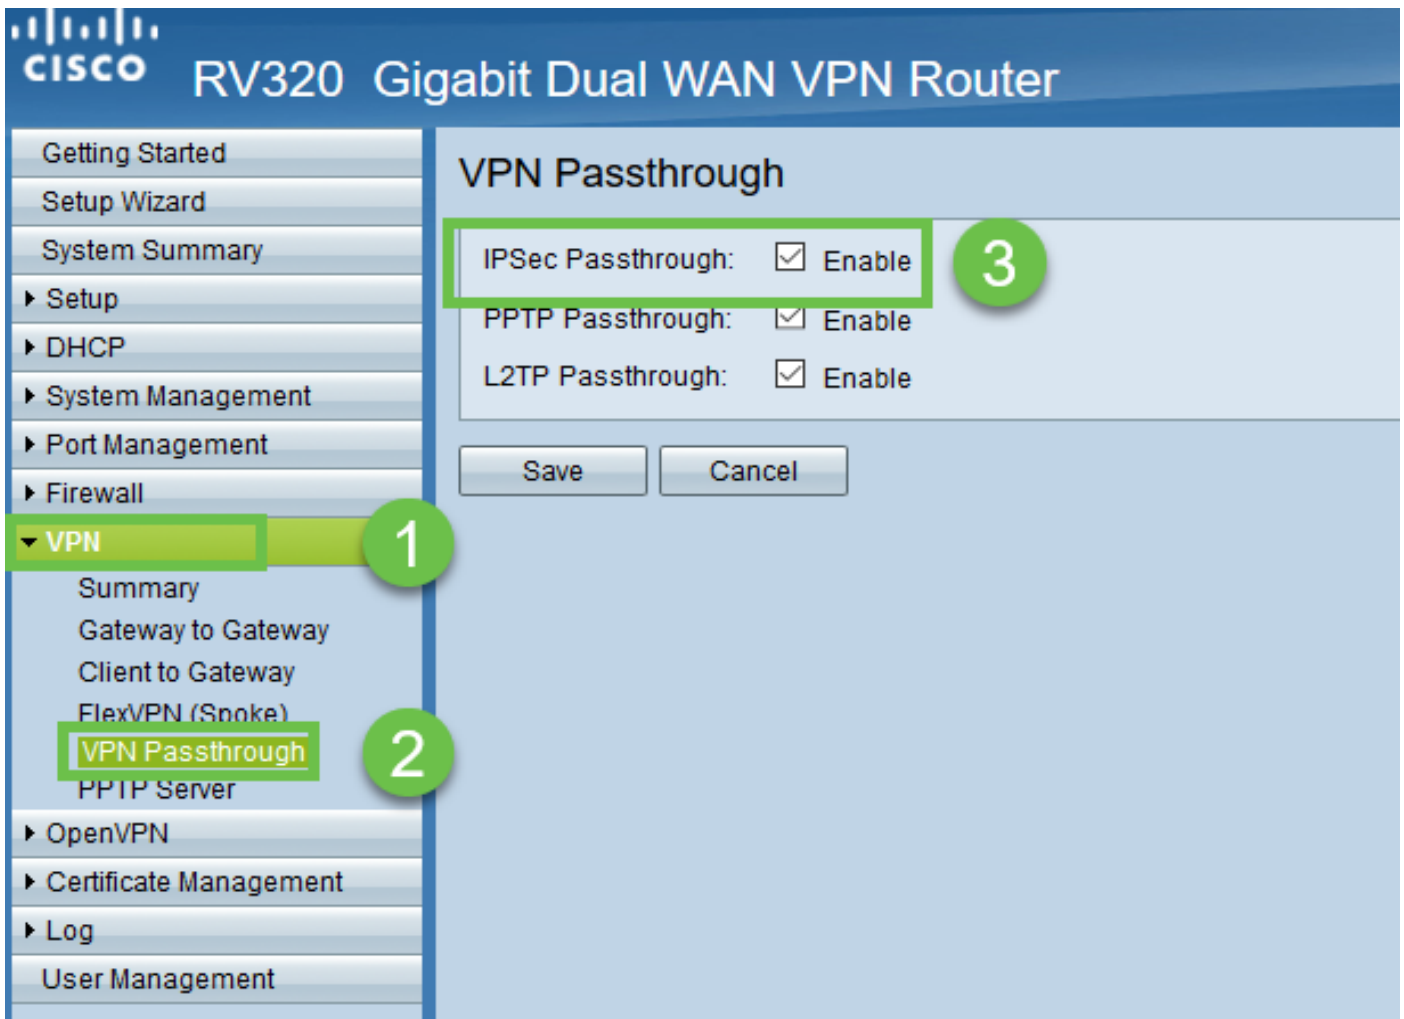 CISCO
RV320 Gigabit Dual WAN VPN Router
Getting Started
Setup Wizard
System Summary
Setup
DHCP
System Management
Port Management
Firewall
VPN
1
Summary
Gateway to Gateway
Client to Gateway
FlexVPN (Spoke)
VPN Passthrough
2
PPTP Server
OpenVPN
Certificate Management
Log
User Management
VPN Passthrough
IPSec Passthrough: Enable
3
PPTP Passthrough: Enable
L2TP Passthrough: Enable
Save Cancel